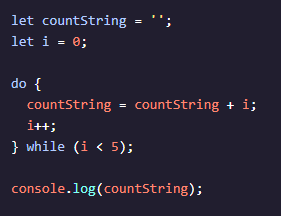 let countString = '';
let i = 0;

do {
  countString = countString + i;
  i++;
} while (i < 5);

console.log(countString);